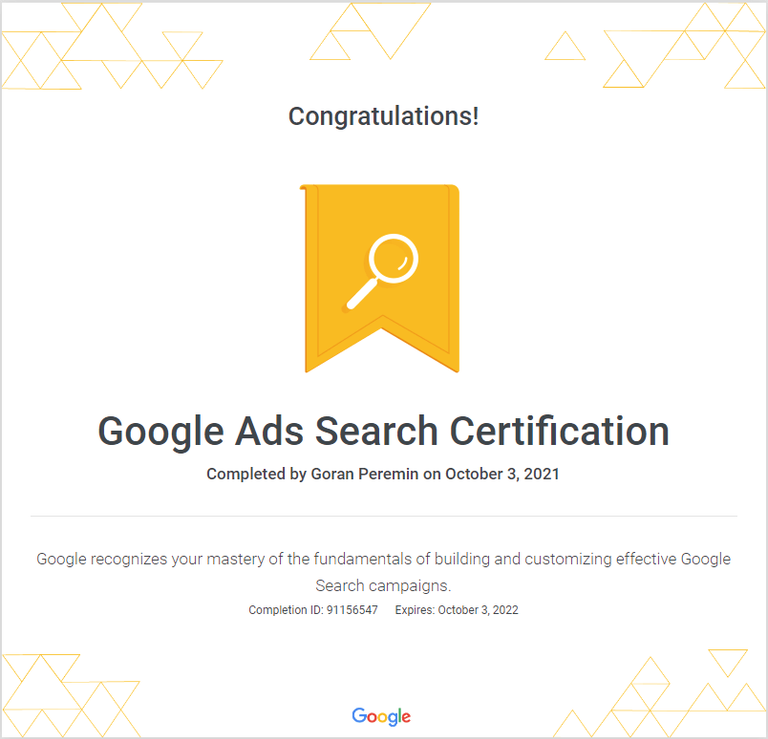 Congratulations!
Google Ads Search Certification
Completed by Goran Peremin on October 3, 2021
Google recognizes your mastery of the fundamentals of building and customizing effective Google
Search campaigns.
Completion ID: 91156547 Expires: October 3, 2022
Google